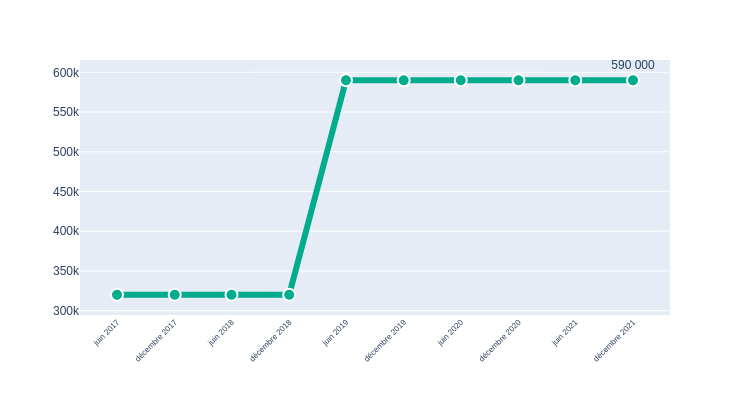 590 000
600k
550k
500k
450k
400k
350k
300k
juin 2017
décembre 2017
juin 2018
décembre 2018
juin 2019
décembre 2019
juin 2020
décembre 2020
juin 2021
décembre 2021